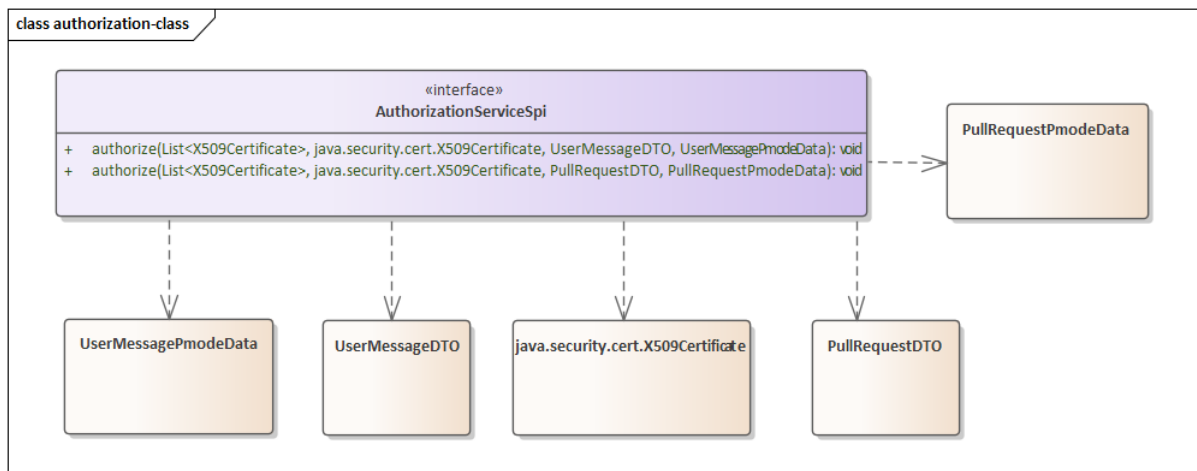 class authorization-class
«interface»
AuthorizationServiceSpi
+ authorize(List<X509Certificate>, java.security.cert.X509Certificate, UserMessageDTO, UserMessagePmodeData): void
+ authorize(List<X509Certificate>, java.security.cert.X509Certificate, PullRequestDTO, PullRequestPmodeData): void
PullRequestPmodeData
UserMessagePmodeData
UserMessageDTO
java.security.cert.X509Certificate
PullRequestDTO